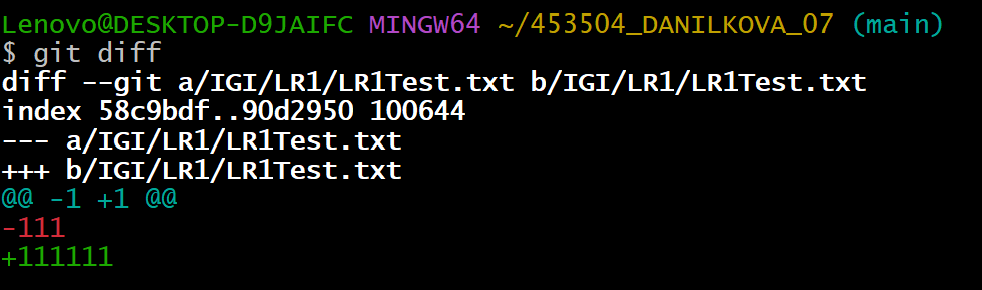 Lenovo@DESKTOP-D9JAIFC MINGW64 ~/453504_DANILKOVA_07 (main)
$ git diff
diff --git a/IGI/LR1/LR1Test.txt b/IGI/LR1/LR1Test.txt
index 58c9bdf..90d2950 100644
--- a/IGI/LR1/LR1Test.txt
+++ b/IGI/LR1/LR1Test.txt
@@ -1 +1 @@
-111
+111111